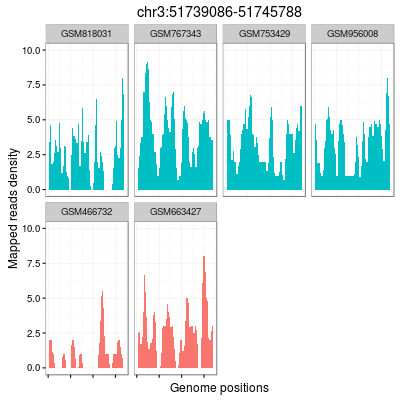 chr3:51739086-51745788
GSM818031 GSM767343 GSM753429 GSM956008
10.0
7.5
5.0
2.5
0.0
GSM466732 GSM663427
10.0
7.5
5.0
2.5
0.0
Mapped reads density
Genome positions